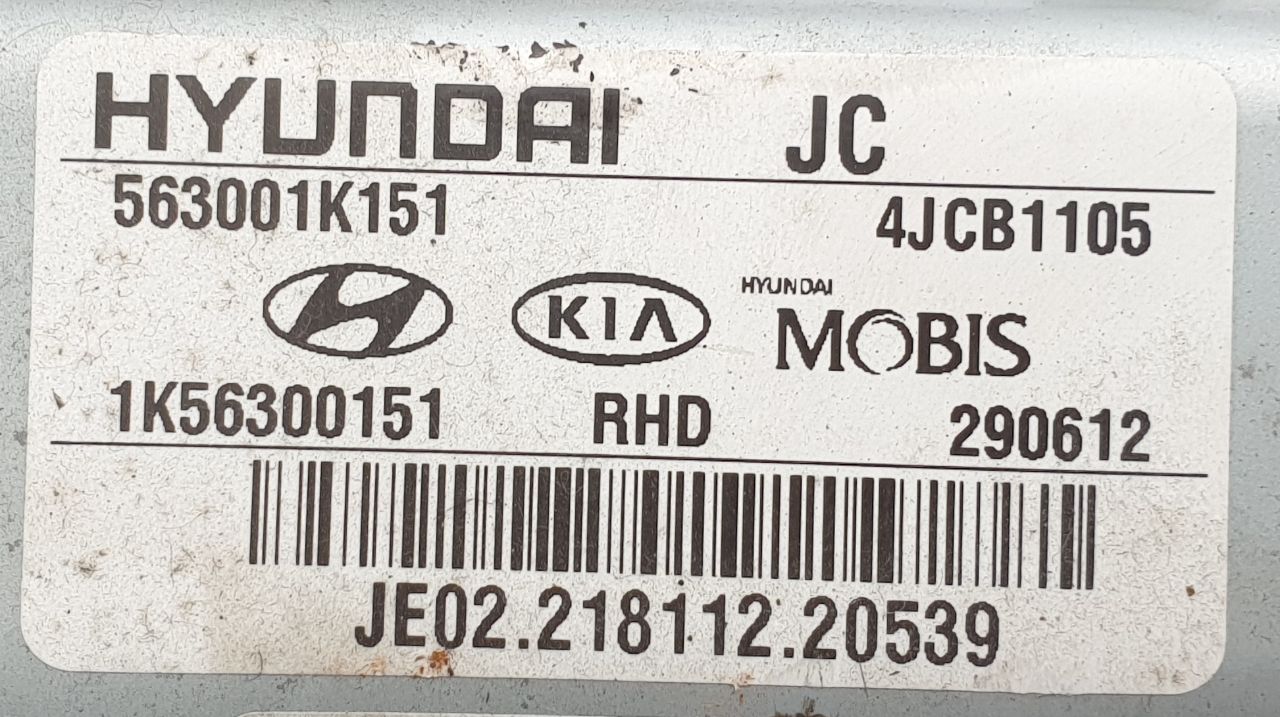 HYUNDAI JC
563001K151 4JCB1105
KIA HYUNDAI MOBIS
1K56300151 RHD 290612
JE02.218112.20539